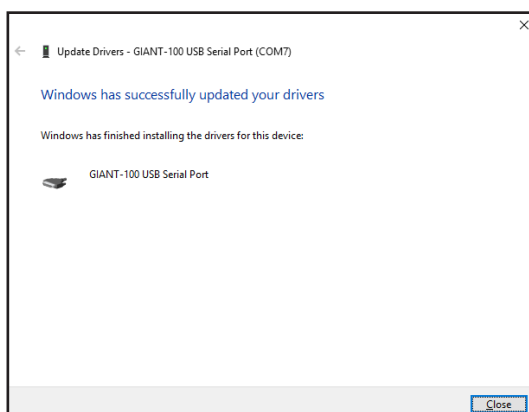 Update Drivers - GIANT-100 USB Serial Port (COM7)
Windows has successfully updated your drivers
Windows has finished installing the drivers for this device:
GIANT-100 USB Serial Port
Close